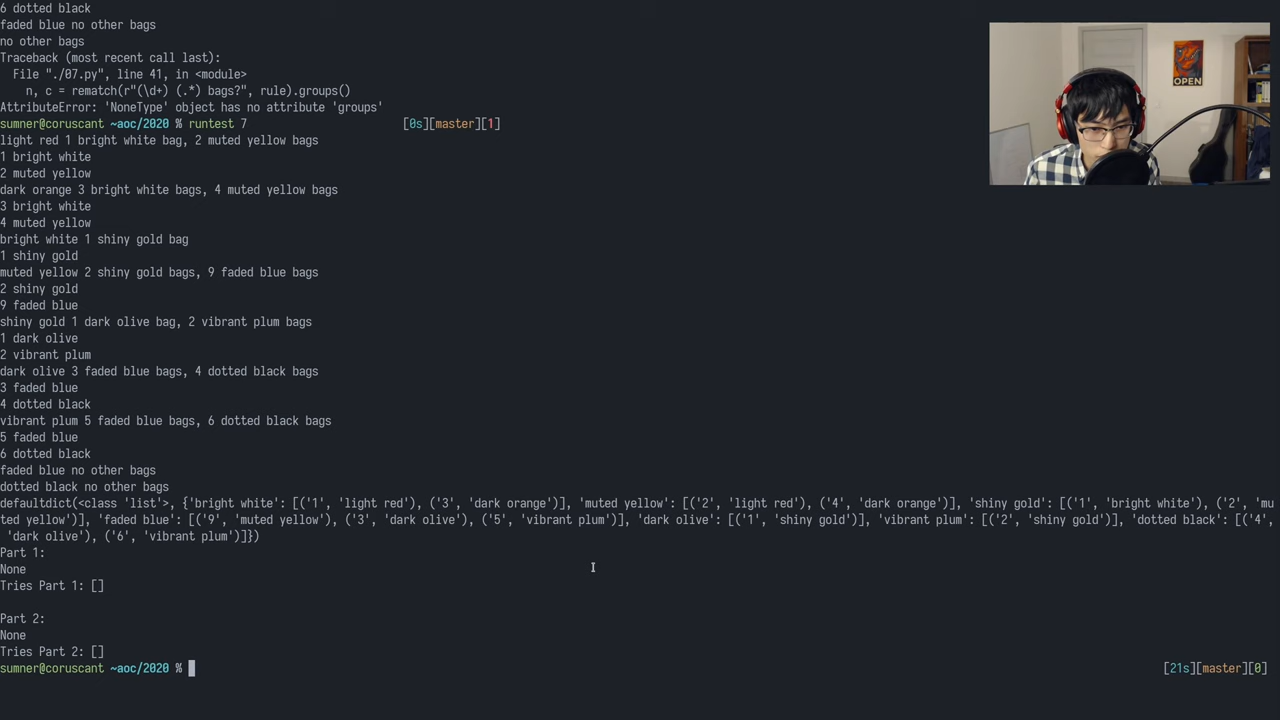 6 dotted black
faded blue no other bags
no other bags
Traceback (most recent call last):
  File "./07.py", line 41, in <module>
    n, c = rematch(r"(\d+) (.*) bags?", rule).groups()
AttributeError: 'NoneType' object has no attribute 'groups'
sumner@coruscant ~aoc/2020 % runtest 7 [0s][master][1]
light red 1 bright white bag, 2 muted yellow bags
1 bright white
2 muted yellow
dark orange 3 bright white bags, 4 muted yellow bags
3 bright white
4 muted yellow
bright white 1 shiny gold bag
1 shiny gold
muted yellow 2 shiny gold bags, 9 faded blue bags
2 shiny gold
9 faded blue
shiny gold 1 dark olive bag, 2 vibrant plum bags
1 dark olive
2 vibrant plum
dark olive 3 faded blue bags, 4 dotted black bags
3 faded blue
4 dotted black
vibrant plum 5 faded blue bags, 6 dotted black bags
5 faded blue
6 dotted black
faded blue no other bags
dotted black no other bags
defaultdict(<class 'list'>, {'bright white': [('1', 'light red'), ('3', 'dark orange')], 'muted yellow': [('2', 'light red'), ('4', 'dark orange')], 'shiny gold': [('1', 'bright white'), ('2', 'mu
ted yellow')], 'faded blue': [('9', 'muted yellow'), ('3', 'dark olive'), ('5', 'vibrant plum')], 'dark olive': [('1', 'shiny gold')], 'vibrant plum': [('2', 'shiny gold')], 'dotted black': [('4',
 'dark olive'), ('6', 'vibrant plum')]})
Part 1:
None
Tries Part 1: []
Part 2:
None
Tries Part 2: []
sumner@coruscant ~aoc/2020 % [21s][master][0]
OPEN